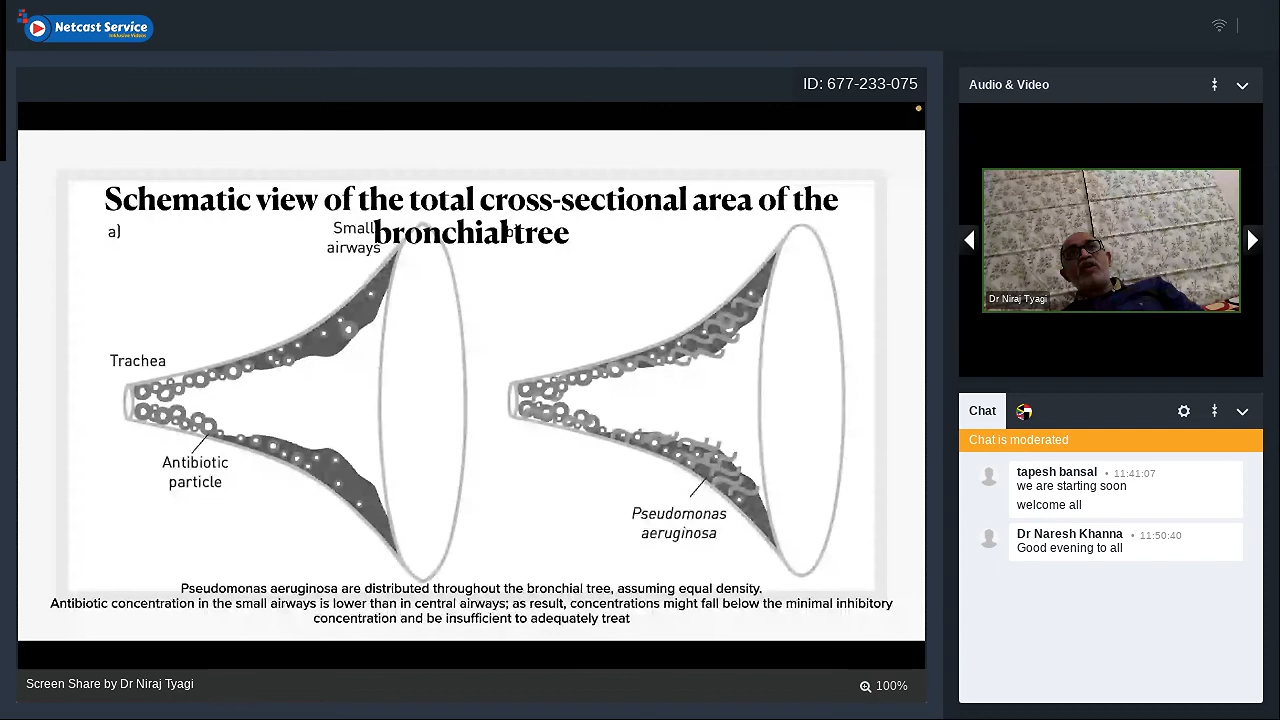 Netcast Service
Inklusive Videos
ID: 677-233-075
Schematic view of the total cross-sectional area of the
bronchial tree
a)
Small
airways
Trachea
Antibiotic
particle
Pseudomonas
aeruginosa
Pseudomonas aeruginosa are distributed throughout the bronchial tree, assuming equal density.
Antibiotic concentration in the small airways is lower than in central airways; as result, concentrations might fall below the minimal inhibitory
concentration and be insufficient to adequately treat
Screen Share by Dr Niraj Tyagi
100%
Audio & Video
Dr Niraj Tyagi
Chat
Chat is moderated
tapesh bansal • 11:41:07
we are starting soon
welcome all
Dr Naresh Khanna • 11:50:40
Good evening to all